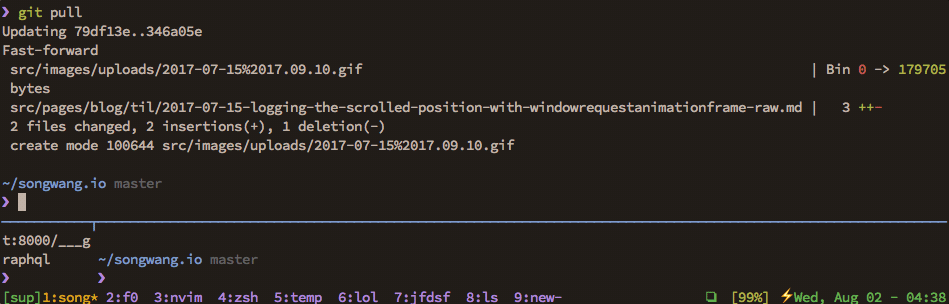 ❯ git pull
Updating 79df13e..346a05e
Fast-forward
 src/images/uploads/2017-07-15%2017.09.10.gif | Bin 0 -> 179705
 bytes
 src/pages/blog/til/2017-07-15-logging-the-scrolled-position-with-windowrequestanimationframe-raw.md | 3 ++-
 2 files changed, 2 insertions(+), 1 deletion(-)
 create mode 100644 src/images/uploads/2017-07-15%2017.09.10.gif
~/songwang.io master
❯
t:8000/___g
raphql ~/songwang.io master
❯ ❯
[sup]1:song* 2:f0 3:nvim 4:zsh 5:temp 6:lol 7:jfdsf 8:ls 9:new- [99%] ⚡Wed, Aug 02 - 04:38